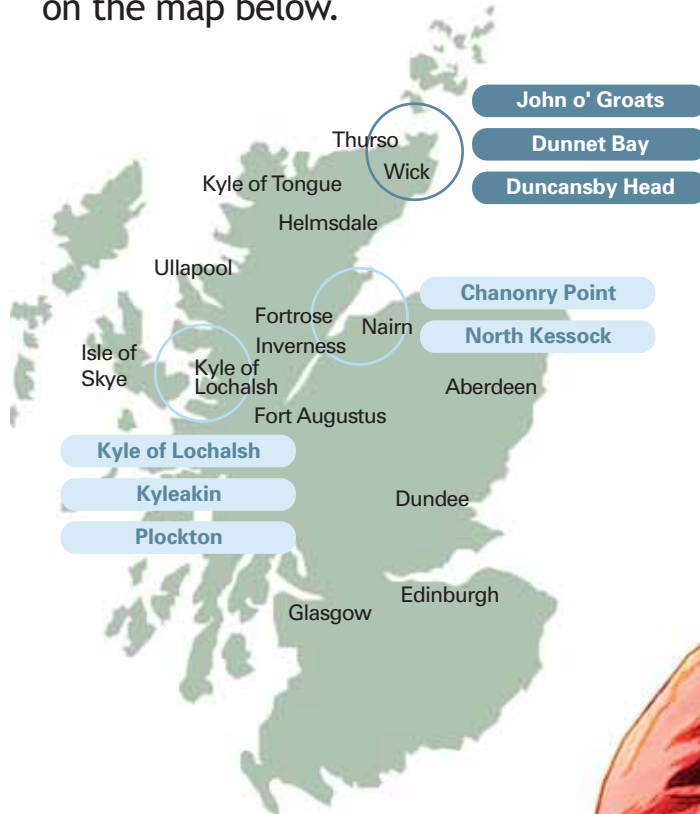 on the map below.
John o' Groats
Thurso
Dunnet Bay
Wick
Kyle of Tongue
Duncansby Head
Helmsdale
Ullapool
Chanonry Point
Fortrose
Nairn
North Kessock
Inverness
Isle of
Skye
Kyle of
Lochalsh
Aberdeen
Fort Augustus
Kyle of Lochalsh
Kyleakin
Dundee
Plockton
Edinburgh
Glasgow